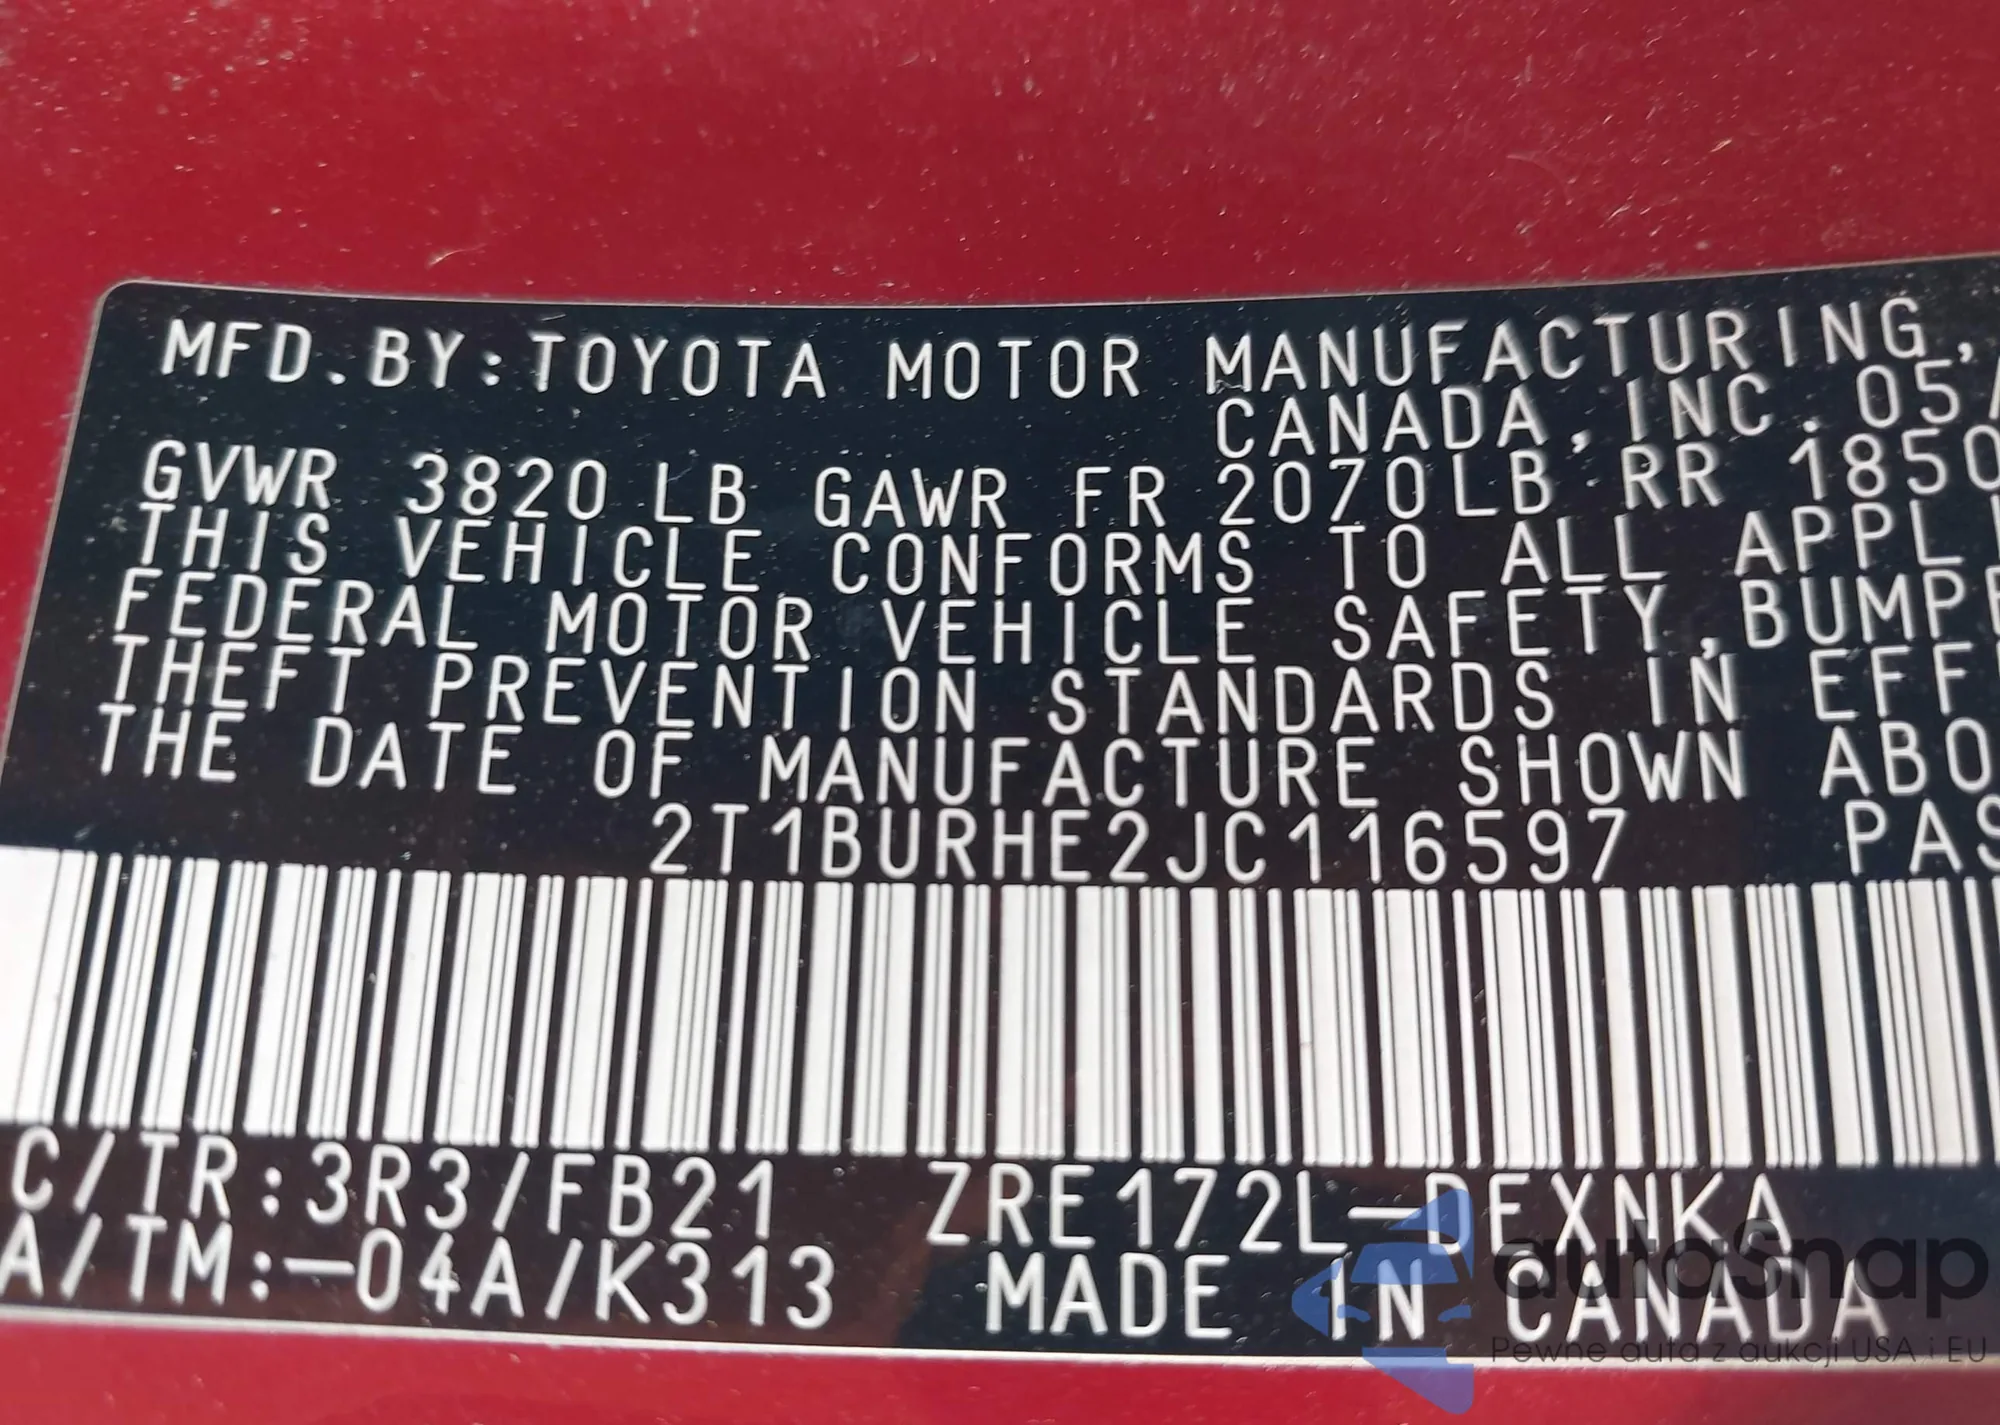 MFD.BY:TOYOTA MOTOR MANUFACTURING,
CANADA,INC. 05/
GVWR 3820 LB GAWR FR 2070LB RR 1850
THIS VEHICLE CONFORMS TO ALL APPLI
FEDERAL MOTOR VEHICLE SAFETY,BUMP
THEFT PREVENTION STANDARDS IN EFF
THE DATE OF MANUFACTURE SHOWN ABO
2T1BURHE2JC116597 PAS
C/TR:3R3/FB21 ZRE172L-DEXNKA
A/TM:-04A/K313 MADE IN CANADA
autoSnap
Pewne auta z aukcji USA i EU